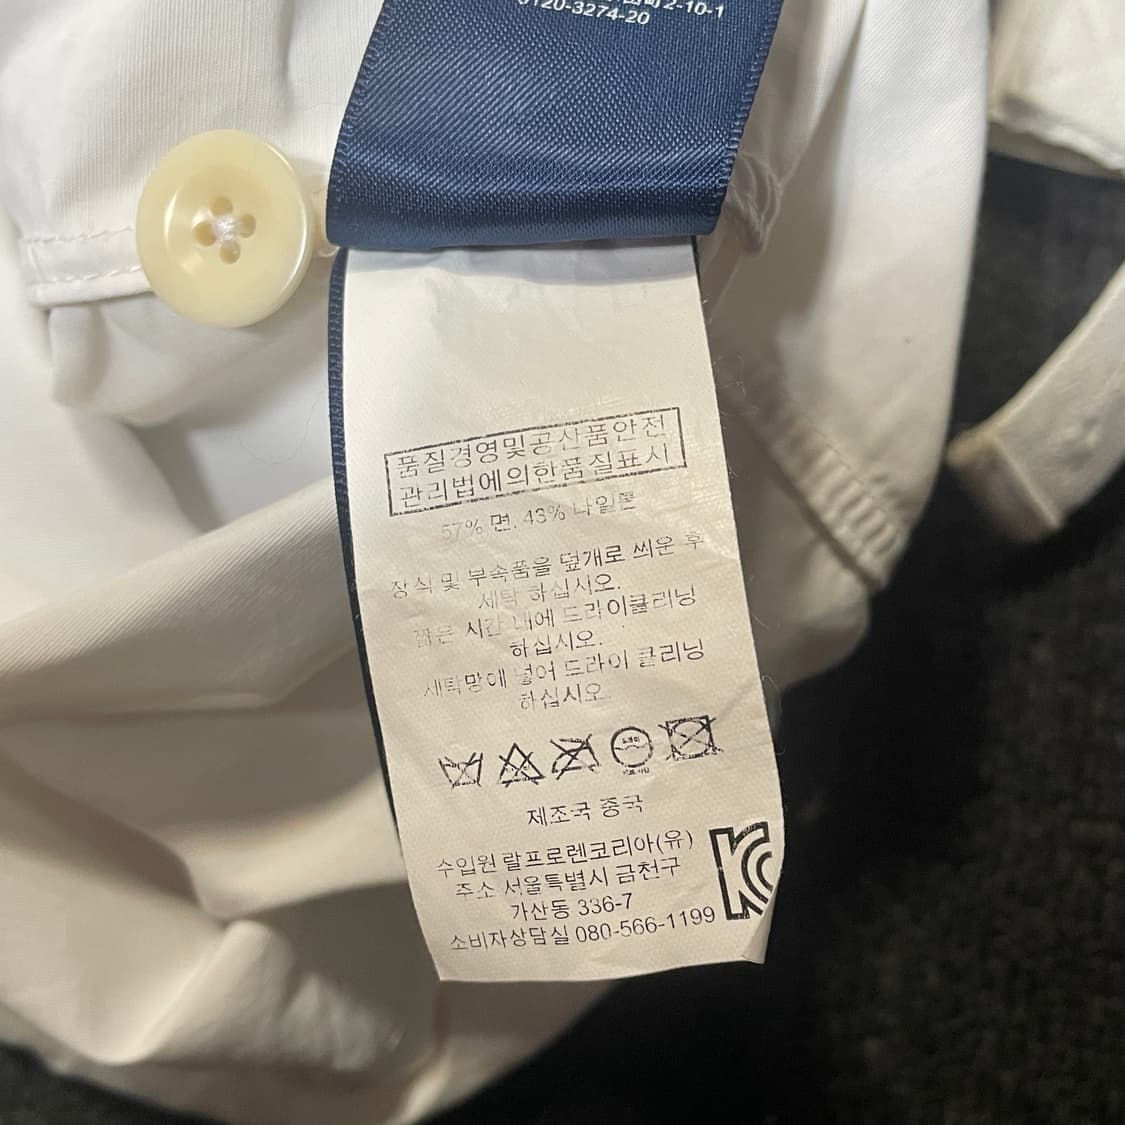 2-10-1
0120-3274-20
품질경영및공산품안전
관리법에의한품질표시
57% 면. 43% 나일론
장식 및 부속품을 덮개로 씌운 후
세탁 하십시오.
짧은 시간 내에 드라이클리닝
하십시오.
세탁망에 넣어 드라이 클리닝
하십시오.
제조국 중국
수입원 랄프로렌코리아(유)
주소 서울특별시 금천구
가산동 336-7
소비자상담실 080-566-1199